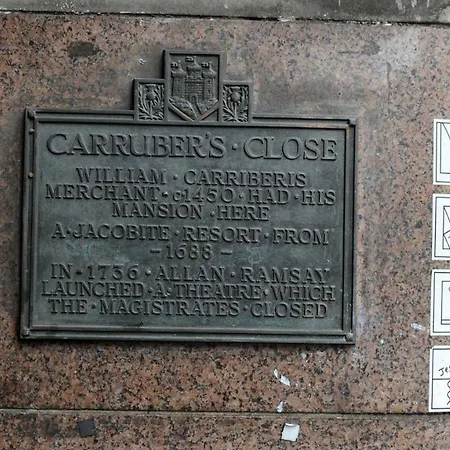 CARRUBER'S · CLOSE
WILLIAM · CARRIBERIS
MERCHANT · c1450 · HAD · HIS
MANSION · HERE
A · JACOBITE · RESORT · FROM
– 1688 –
IN · 1736 · ALLAN · RAMSAY
LAUNCHED · A · THEATRE · WHICH
THE · MAGISTRATES · CLOSED